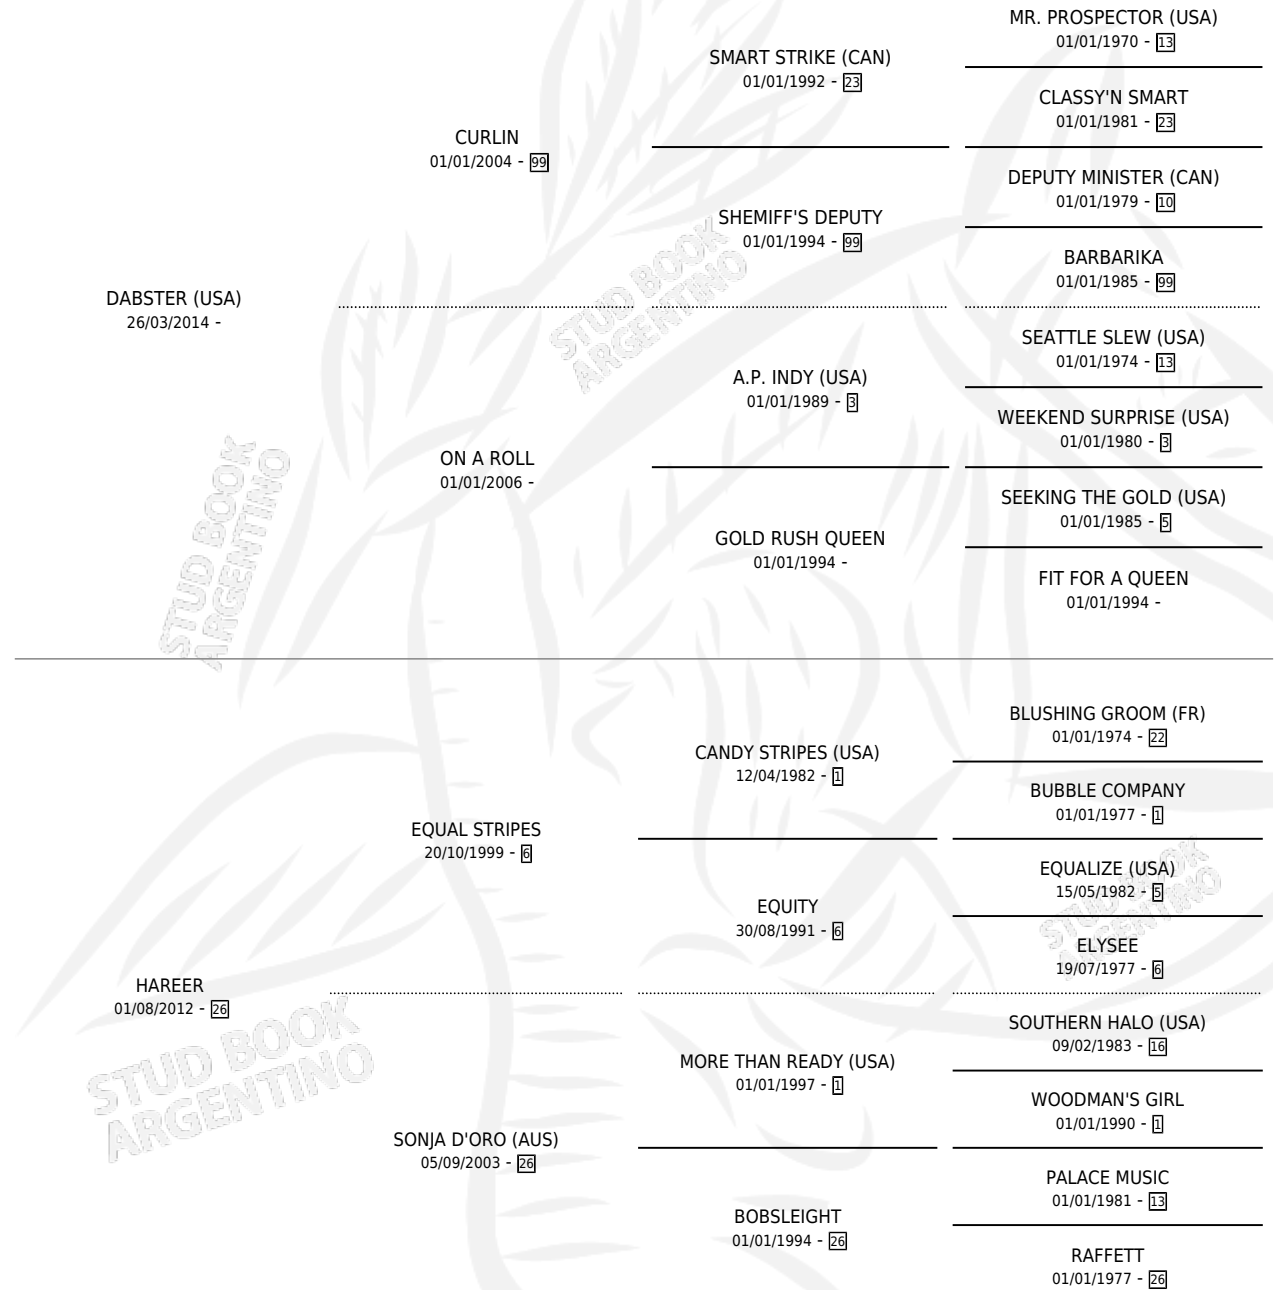 MR. PROSPECTOR (USA)
01/01/1970 - 13
SMART STRIKE (CAN)
01/01/1992 - 23
CLASSY'N SMART
01/01/1981 - 23
CURLIN
01/01/2004 - 99
DEPUTY MINISTER (CAN)
01/01/1979 - 10
SHEMIFF'S DEPUTY
01/01/1994 - 99
BARBARIKA
01/01/1985 - 99
DABSTER (USA)
26/03/2014 -
SEATTLE SLEW (USA)
01/01/1974 - 13
A.P. INDY (USA)
01/01/1989 - 3
WEEKEND SURPRISE (USA)
01/01/1980 - 3
ON A ROLL
01/01/2006 -
SEEKING THE GOLD (USA)
01/01/1985 - 5
GOLD RUSH QUEEN
01/01/1994 -
FIT FOR A QUEEN
01/01/1994 -
BLUSHING GROOM (FR)
01/01/1974 - 22
CANDY STRIPES (USA)
12/04/1982 - 1
BUBBLE COMPANY
01/01/1977 - 1
EQUAL STRIPES
20/10/1999 - 6
EQUALIZE (USA)
15/05/1982 - 5
EQUITY
30/08/1991 - 6
ELYSEE
19/07/1977 - 6
HAREER
01/08/2012 - 26
SOUTHERN HALO (USA)
09/02/1983 - 16
MORE THAN READY (USA)
01/01/1997 - 1
WOODMAN'S GIRL
01/01/1990 - 1
SONJA D'ORO (AUS)
05/09/2003 - 26
PALACE MUSIC
01/01/1981 - 13
BOBSLEIGHT
01/01/1994 - 26
RAFFETT
01/01/1977 - 26
STUD BOOK
ARGENTINO
STUD BOOK
ARGENTINO
STUD BOOK
ARGENTINO
STUD BOOK
ARGENTINO